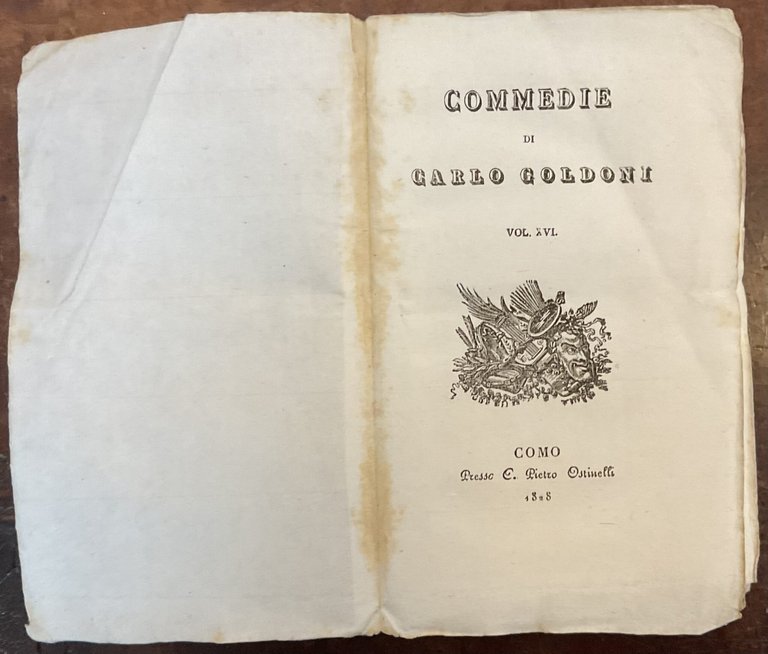 COMMEDIE
DI
CARLO GOLDONI
VOL. XVI.
COMO
Presso C. Pietro Ostinelli
1828